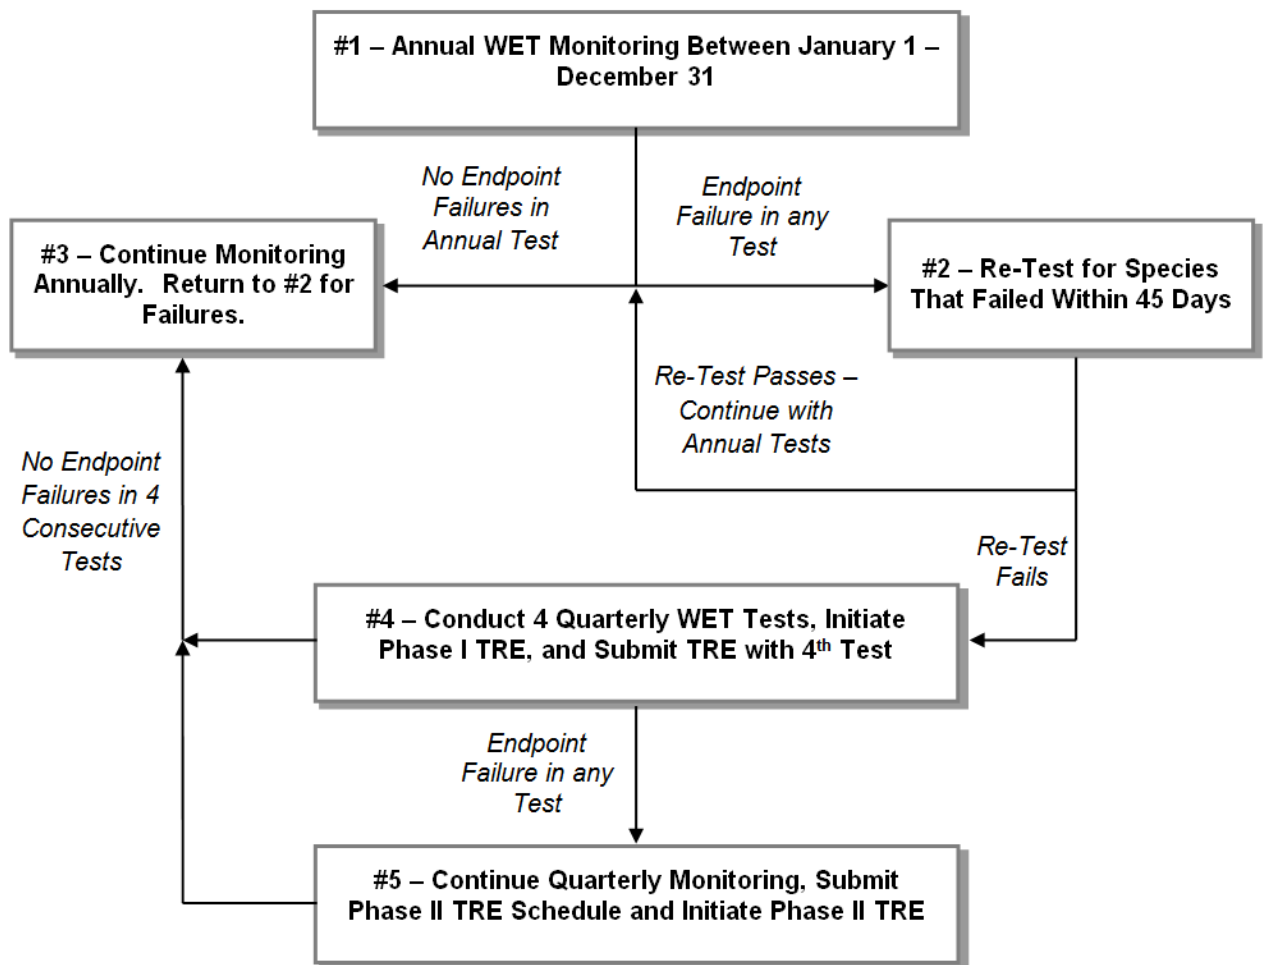 #1 – Annual WET Monitoring Between January 1 –
December 31
No Endpoint
Failures in
Annual Test
Endpoint
Failure in any
Test
#3 – Continue Monitoring
Annually.  Return to #2 for
Failures.
#2 – Re-Test for Species
That Failed Within 45 Days
Re-Test Passes –
Continue with
Annual Tests
No Endpoint
Failures in 4
Consecutive
Tests
Re-Test
Fails
#4 – Conduct 4 Quarterly WET Tests, Initiate
Phase I TRE, and Submit TRE with 4th Test
Endpoint
Failure in any
Test
#5 – Continue Quarterly Monitoring, Submit
Phase II TRE Schedule and Initiate Phase II TRE